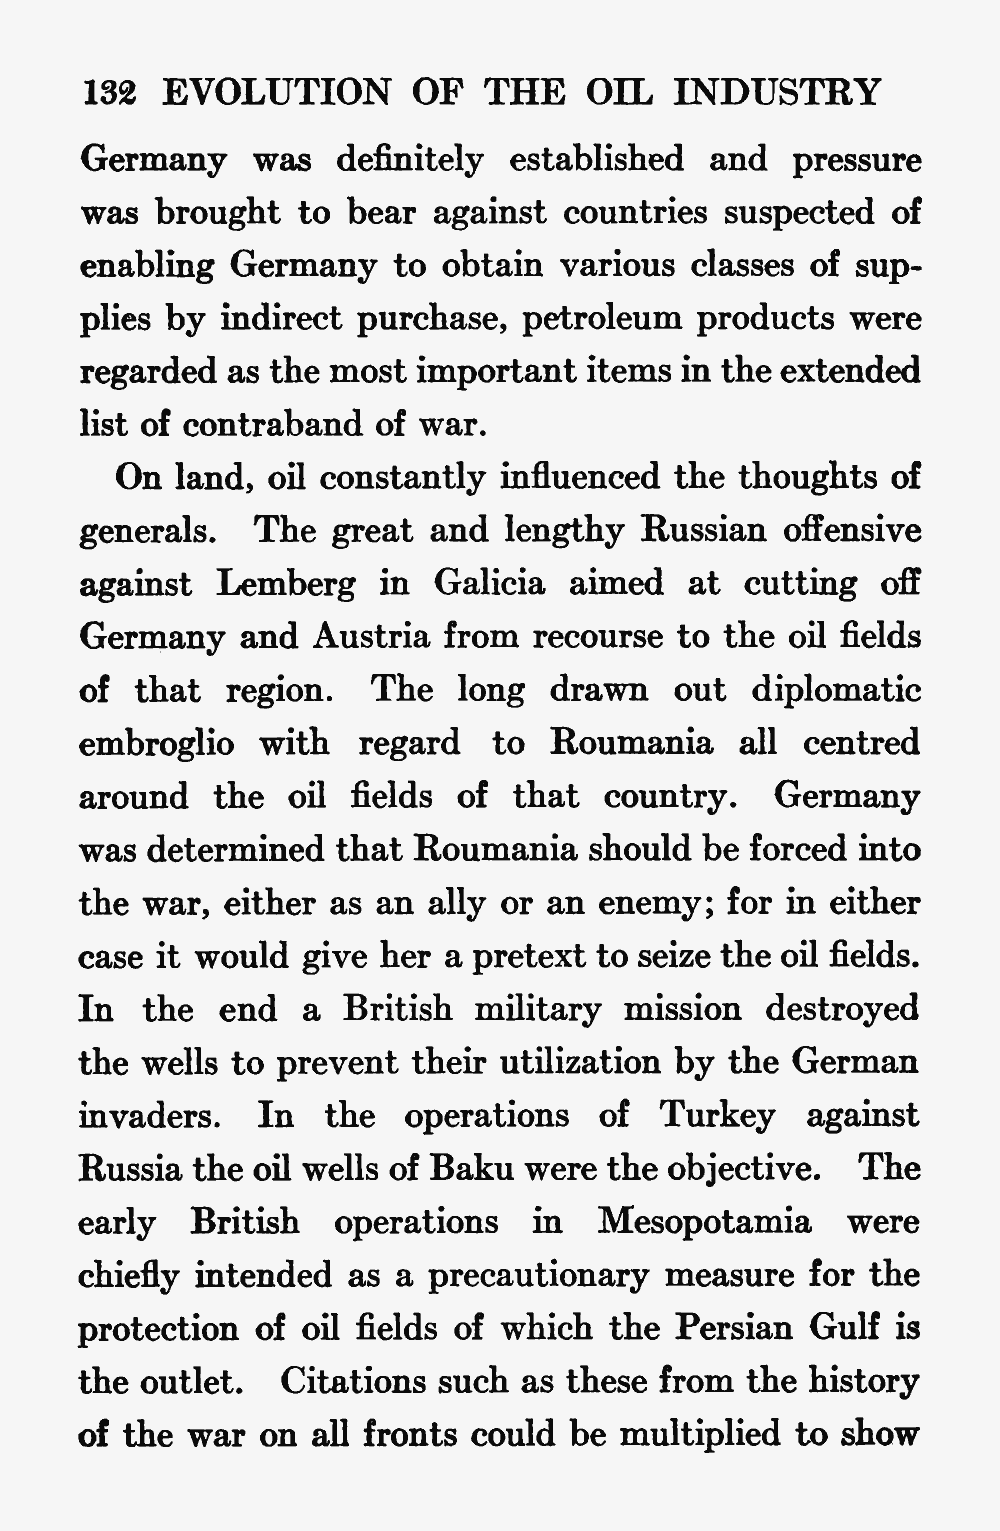 132 EVOLUTION OF THE OIL INDUSTRY
Germany was definitely established and pressure
was brought to bear against countries suspected of
enabling Germany to obtain various classes of sup-
plies by indirect purchase, petroleum products were
regarded as the most important items in the extended
list of contraband of war.
On land, oil constantly influenced the thoughts of
generals. The great and lengthy Russian offensive
against Lemberg in Galicia aimed at cutting off
Germany and Austria from recourse to the oil fields
of that region. The long drawn out diplomatic
embroglio with regard to Roumania all centred
around the oil fields of that country. Germany
was determined that Roumania should be forced into
the war, either as an ally or an enemy; for in either
case it would give her a pretext to seize the oil fields.
In the end a British military mission destroyed
the wells to prevent their utilization by the German
invaders. In the operations of Turkey against
Russia the oil wells of Baku were the objective. The
early British operations in Mesopotamia were
chiefly intended as a precautionary measure for the
protection of oil fields of which the Persian Gulf is
the outlet. Citations such as these from the history
of the war on all fronts could be multiplied to show